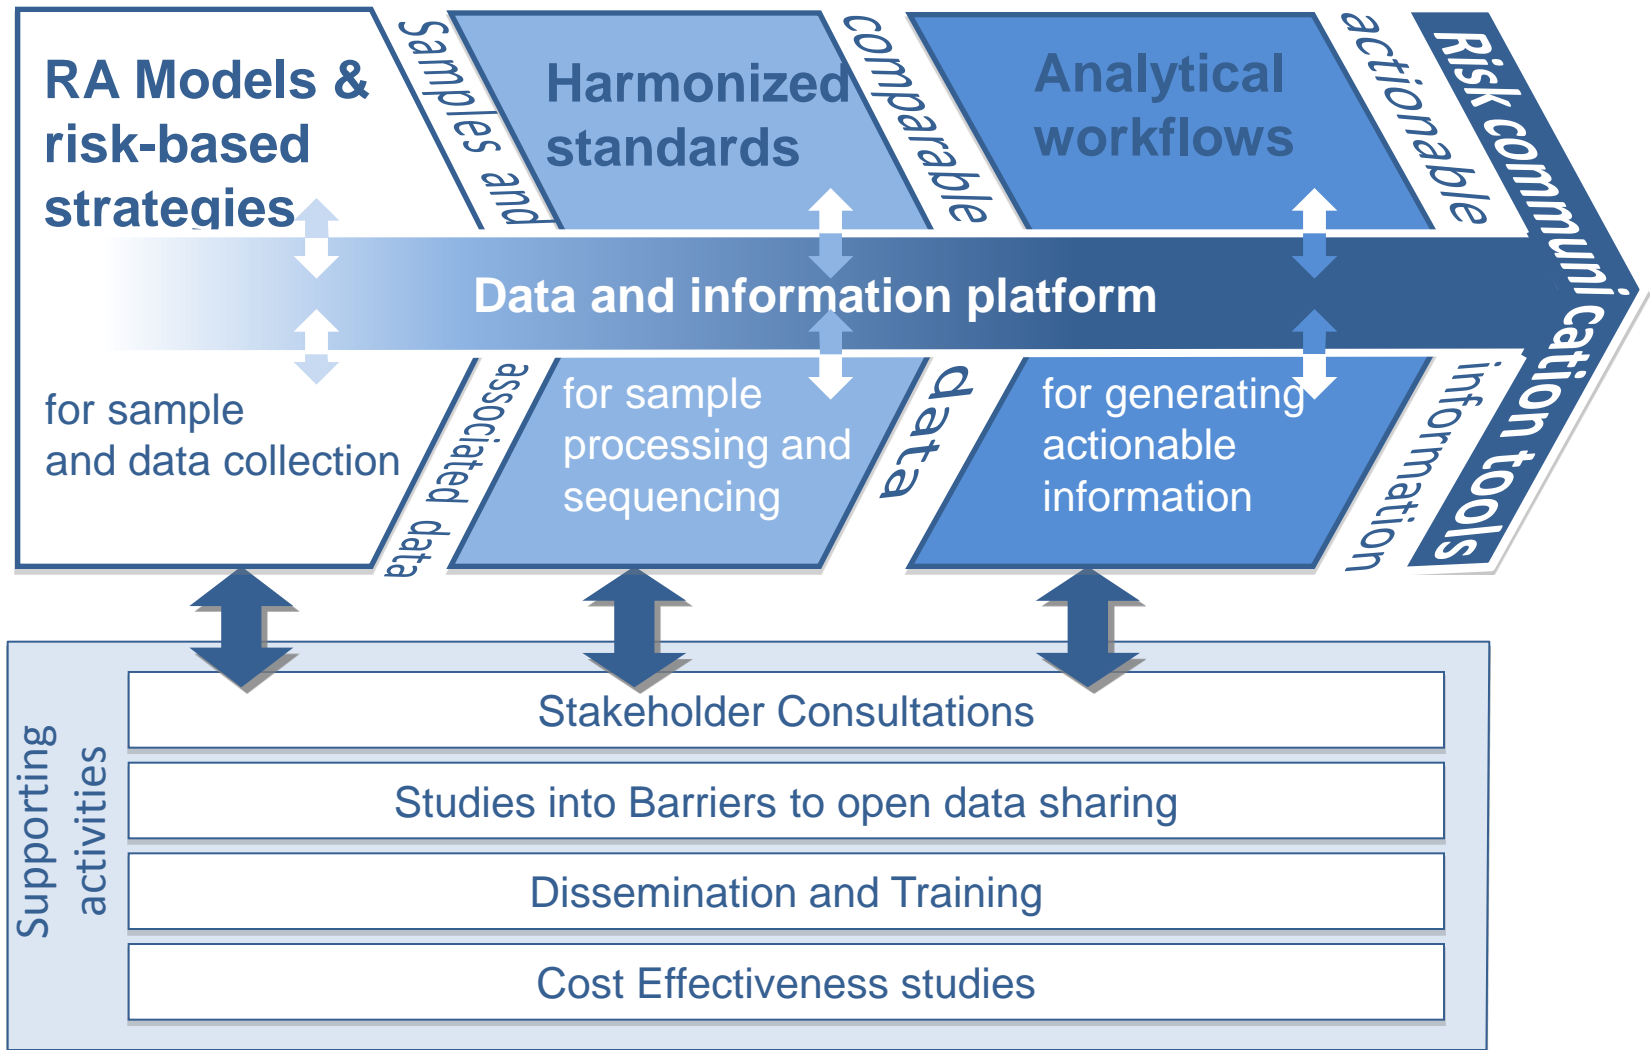 RA Models &
risk-based
strategies
for sample
and data collection
Samples and
associated data
Harmonized
standards
for sample
processing and
sequencing
comparable
data
Analytical
workflows
for generating
actionable
information
actionable
information
Risk communi cation tools
Data and information platform
Supporting
activities
Stakeholder Consultations
Studies into Barriers to open data sharing
Dissemination and Training
Cost Effectiveness studies